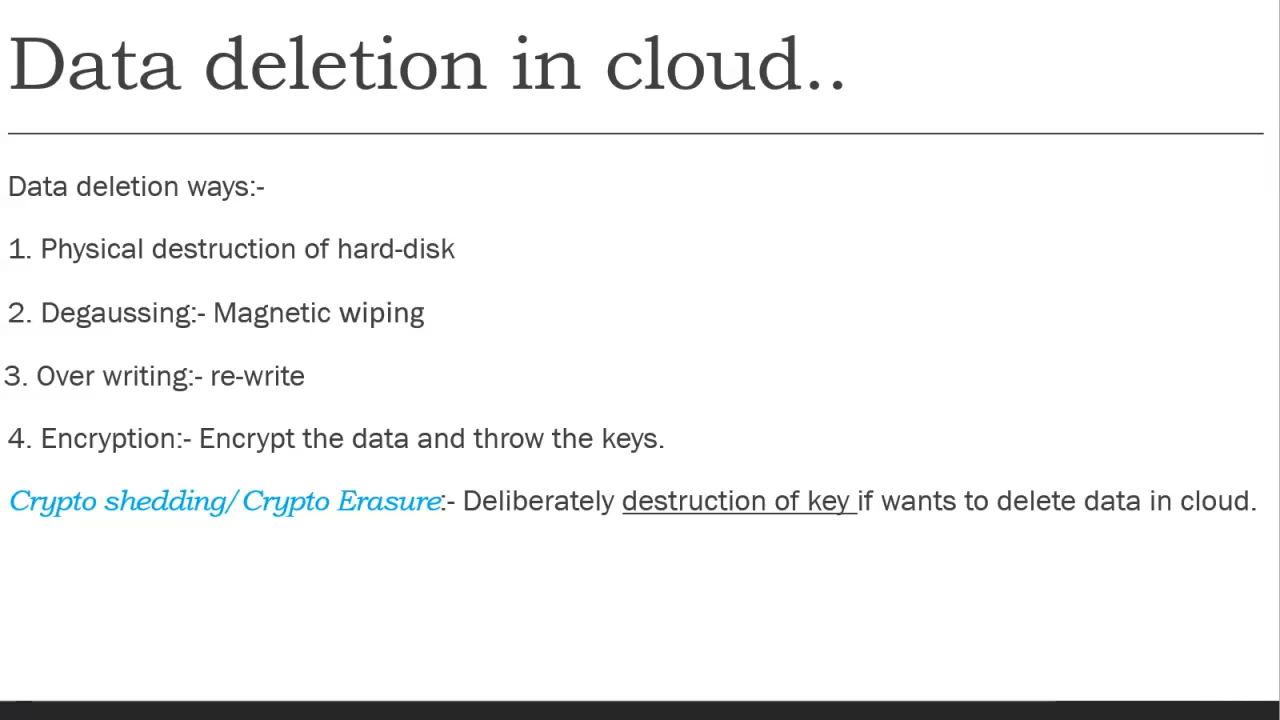 Data deletion in cloud..
Data deletion ways:-
1. Physical destruction of hard-disk
2. Degaussing:- Magnetic wiping
3. Over writing:- re-write
4. Encryption:- Encrypt the data and throw the keys.
Crypto shedding/ Crypto Erasure:- Deliberately destruction of key if wants to delete data in cloud.